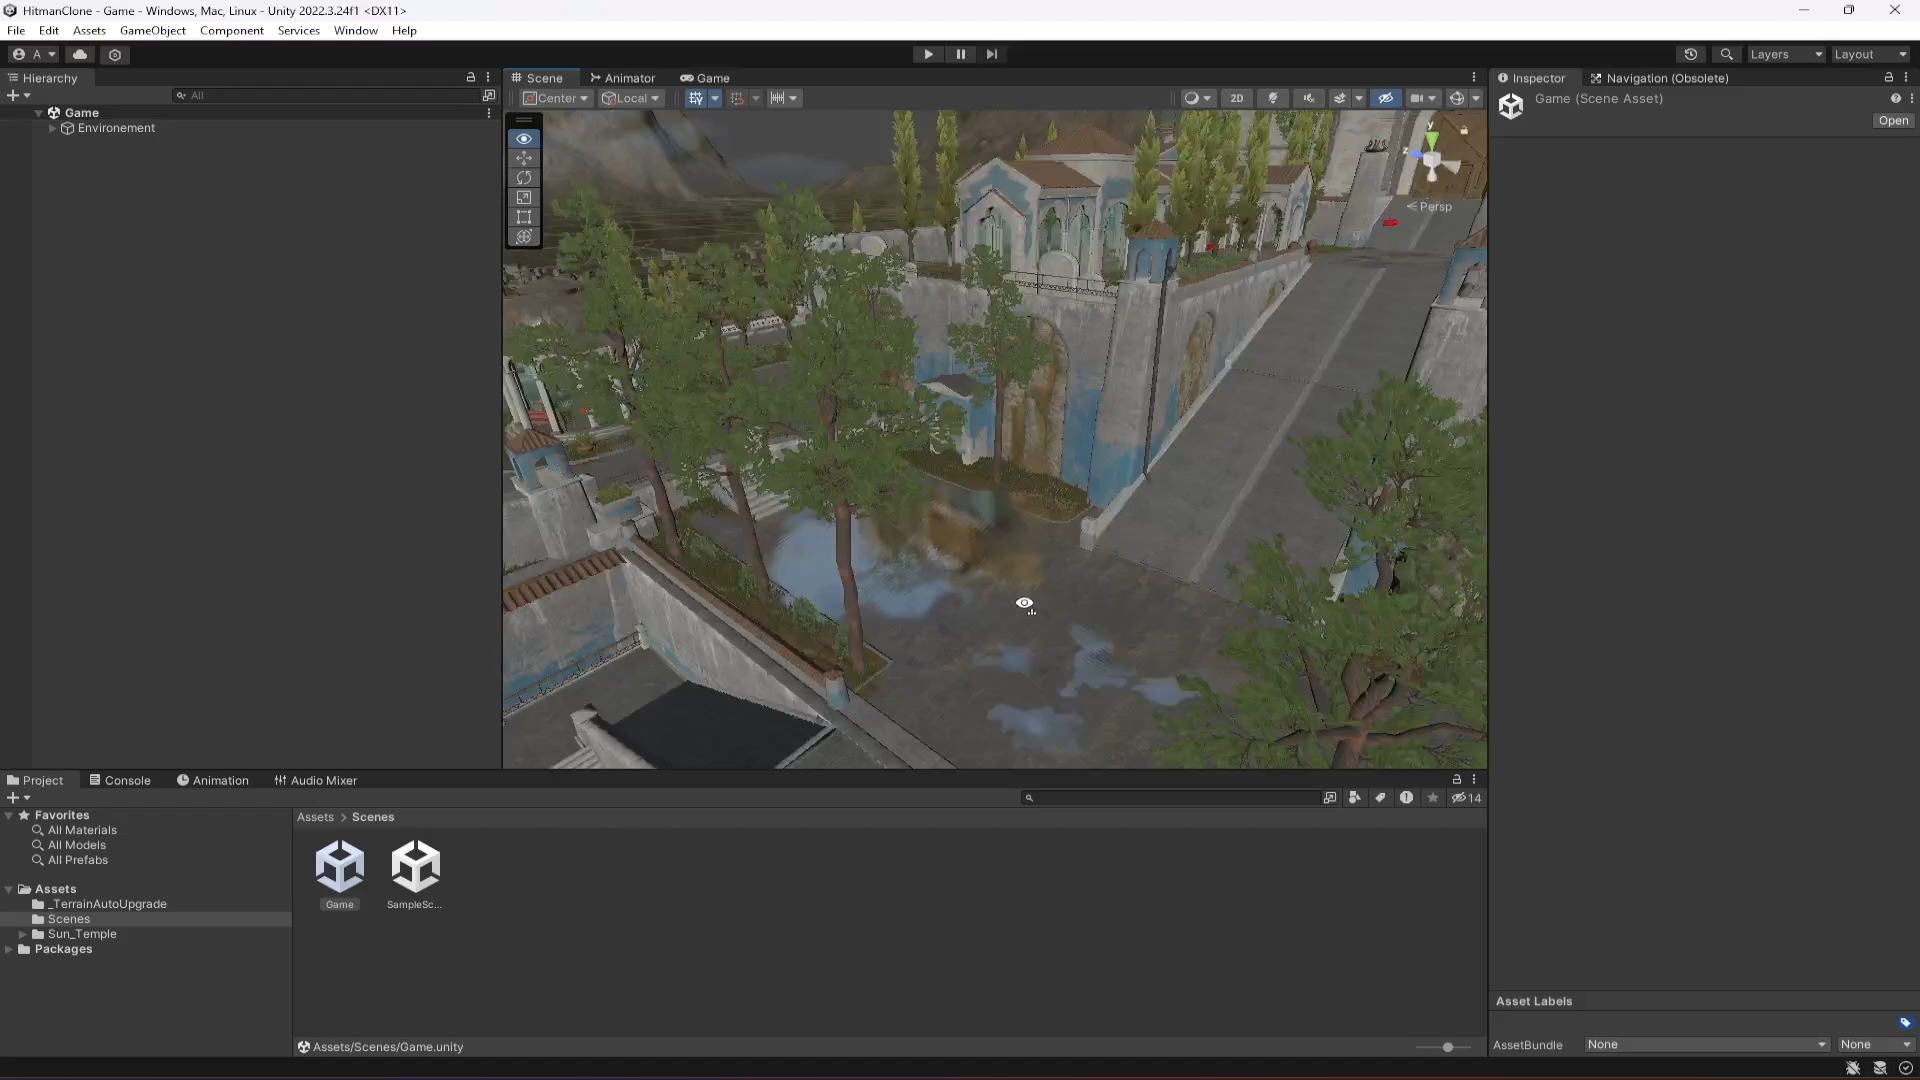 HitmanClone - Game - Windows, Mac, Linux - Unity 2022.3.24f1 <DX11>
File Edit Assets GameObject Component Services Window Help
A
Layers Layout
Hierarchy
All
Game
Environement
Scene Animator Game
Center Local 2D
y
z
Persp
Inspector Navigation (Obsolete)
Game (Scene Asset)
Open
Project Console Animation Audio Mixer
14
Favorites
All Materials
All Models
All Prefabs
Assets
_TerrainAutoUpgrade
Scenes
Sun_Temple
Packages
Assets > Scenes
Game SampleSc...
Assets/Scenes/Game.unity
Asset Labels
AssetBundle None None